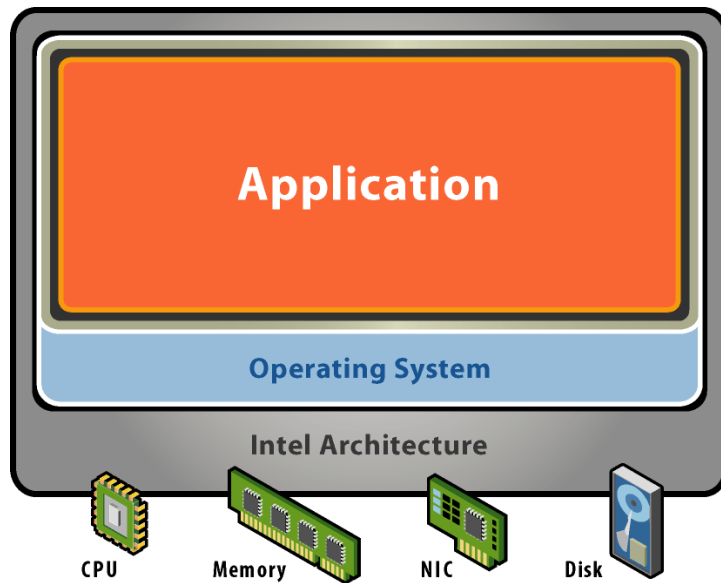 Application
Operating System
Intel Architecture
CPU Memory NIC Disk